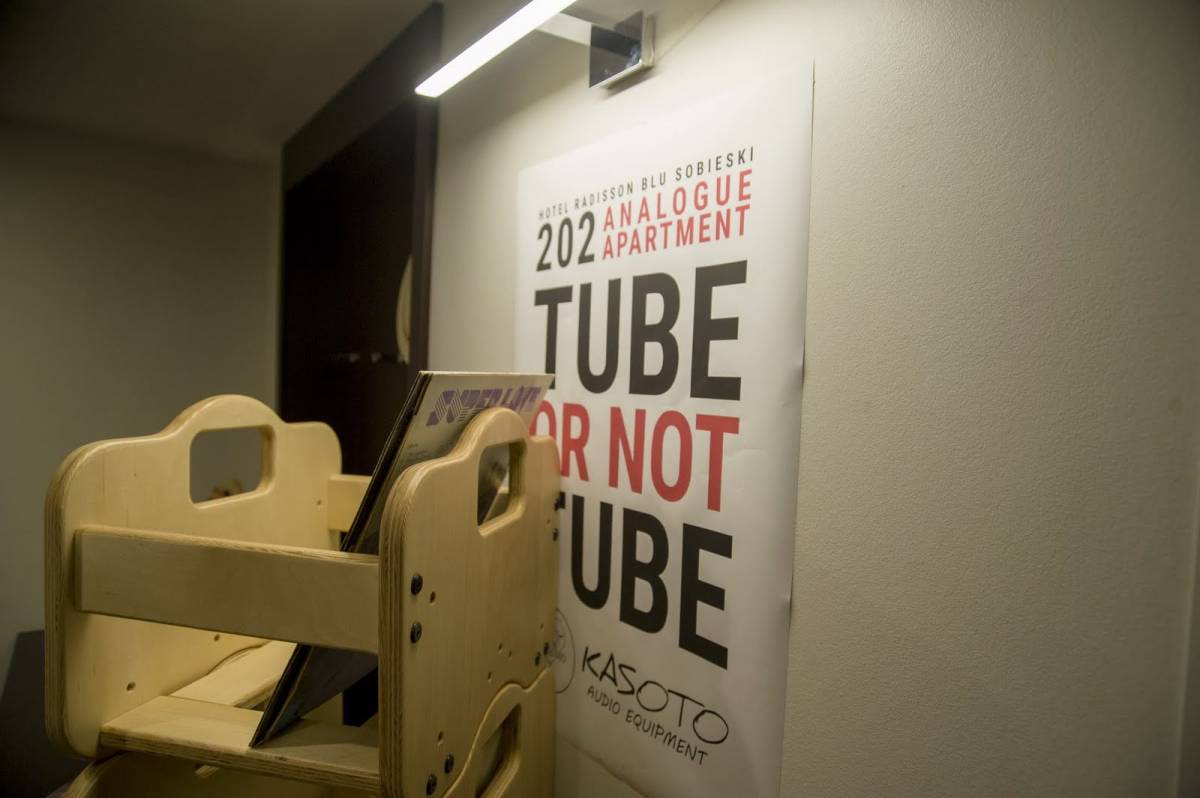 HOTEL RADISSON BLU SOBIESKI
202 ANALOGUE
APARTMENT
TUBE
OR NOT
TUBE
KASOTO
AUDIO EQUIPMENT